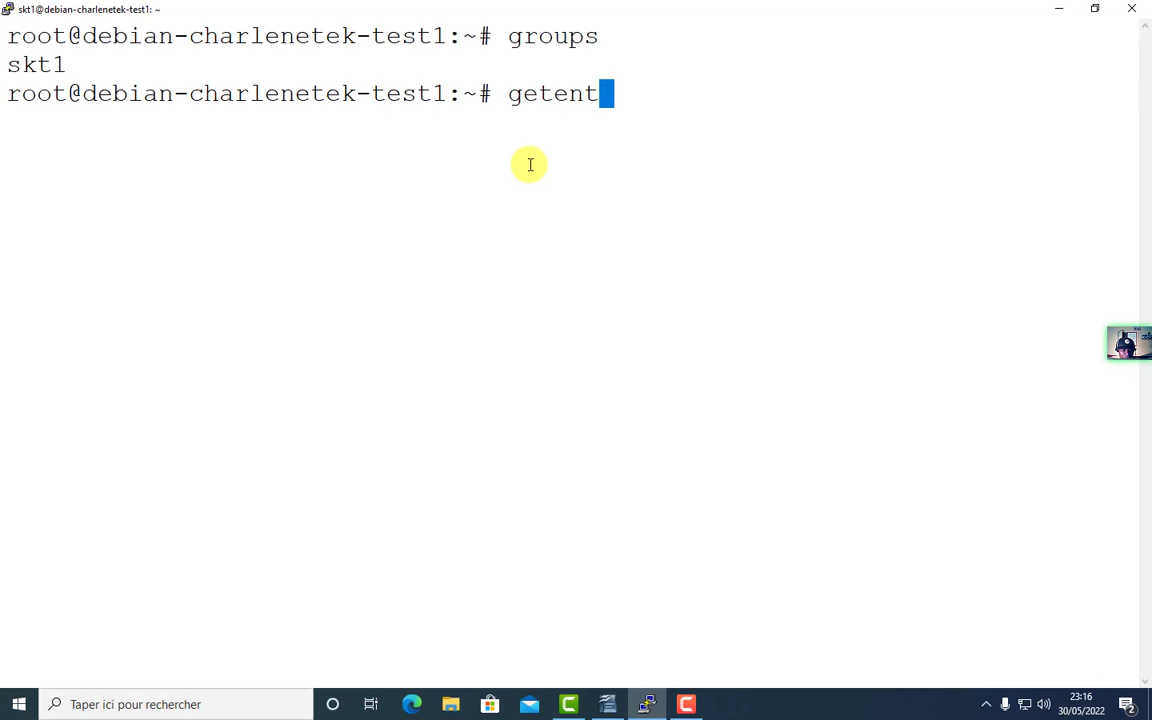 skt1@debian-charlenetek-test1: ~
root@debian-charlenetek-test1:~# groups
skt1
root@debian-charlenetek-test1:~# getent
Taper ici pour rechercher
23:16
30/05/2022
2